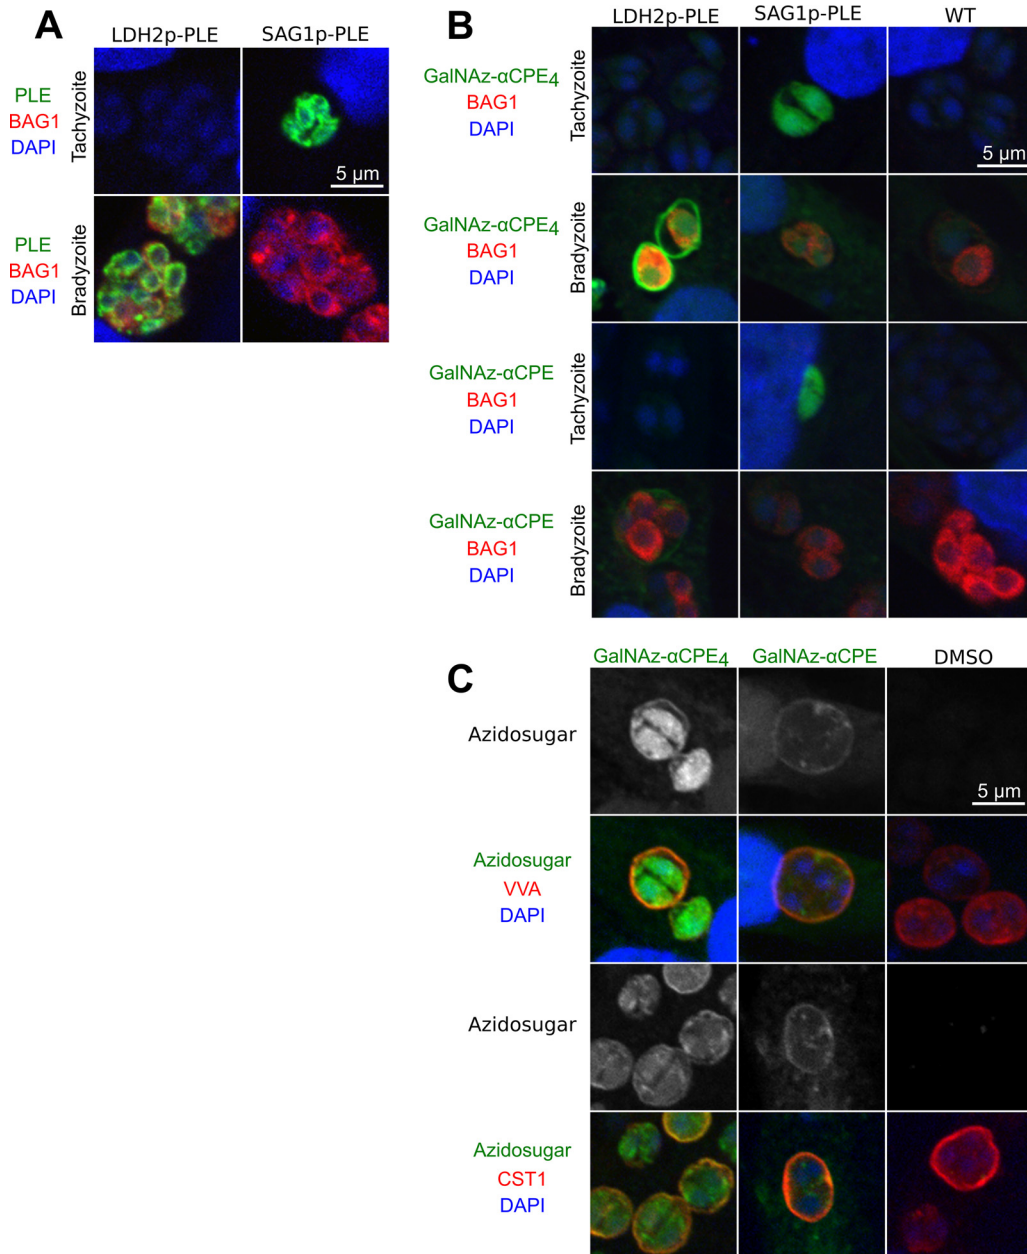 A
LDH2p-PLE
SAG1p-PLE
PLE
BAG1
DAPI
Tachyzoite
5 µm
PLE
BAG1
DAPI
Bradyzoite
B
LDH2p-PLE
SAG1p-PLE
WT
GalNAz-αCPE4
BAG1
DAPI
Tachyzoite
5 µm
GalNAz-αCPE4
BAG1
DAPI
Bradyzoite
GalNAz-αCPE
BAG1
DAPI
Tachyzoite
GalNAz-αCPE
BAG1
DAPI
Bradyzoite
C
GalNAz-αCPE4
GalNAz-αCPE
DMSO
Azidosugar
5 µm
Azidosugar
VVA
DAPI
Azidosugar
Azidosugar
CST1
DAPI